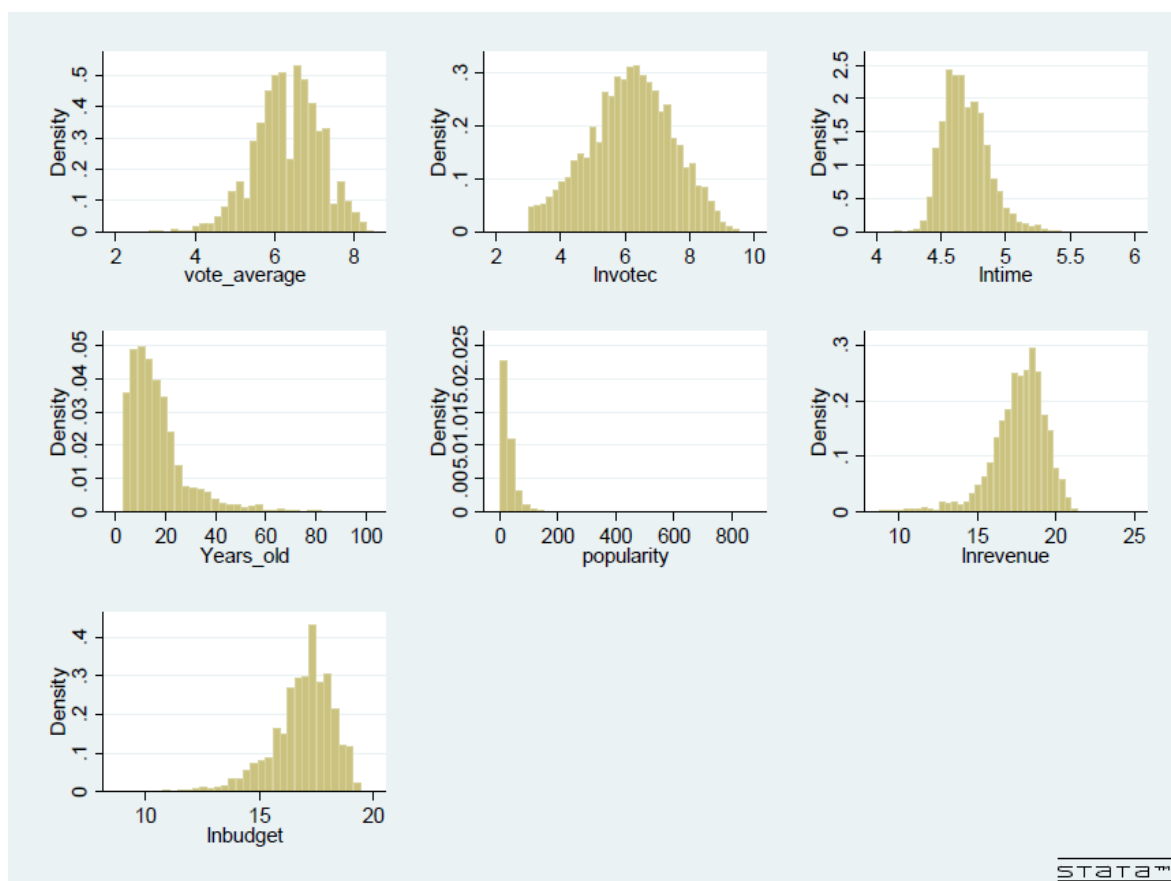 Density
0 .1 .2 .3 .4 .5
2 4 6 8
vote_average
Density
0 .1 .2 .3
2 4 6 8 10
lnvotec
Density
0 .5 1 1.5 2 2.5
4 4.5 5 5.5 6
lntime
Density
0 .01 .02 .03 .04 .05
0 20 40 60 80 100
Years_old
Density
0 .005.01.015.02.025
0 200 400 600 800
popularity
Density
0 .1 .2 .3
10 15 20 25
lnrevenue
Density
0 .1 .2 .3 .4
10 15 20
lnbudget
STATA™